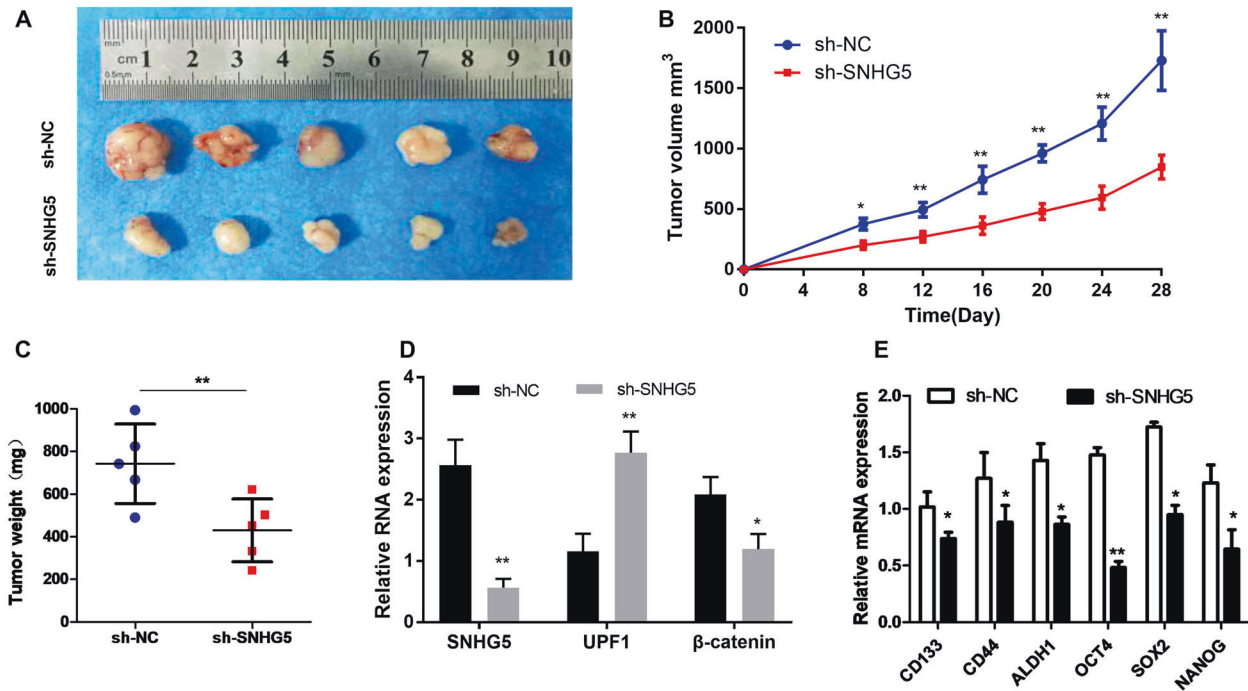 A
mm
cm 1 2 3 4 5 6 7 8 9 10
0.5mm mm
sh-NC
sh-SNHG5
B
Tumor volume mm³
2000
1500
1000
500
0
sh-NC
sh-SNHG5
* ** ** ** ** **
0 4 8 12 16 20 24 28
Time(Day)
C
Tumor weight (mg)
**
1000
800
600
400
200
0
sh-NC sh-SNHG5
D
Relative RNA expression
sh-NC sh-SNHG5
4
3
2
1
0
** ** *
SNHG5 UPF1 β-catenin
E
Relative mRNA expression
sh-NC sh-SNHG5
2.0
1.5
1.0
0.5
0.0
* * * ** * *
CD133 CD44 ALDH1 OCT4 SOX2 NANOG